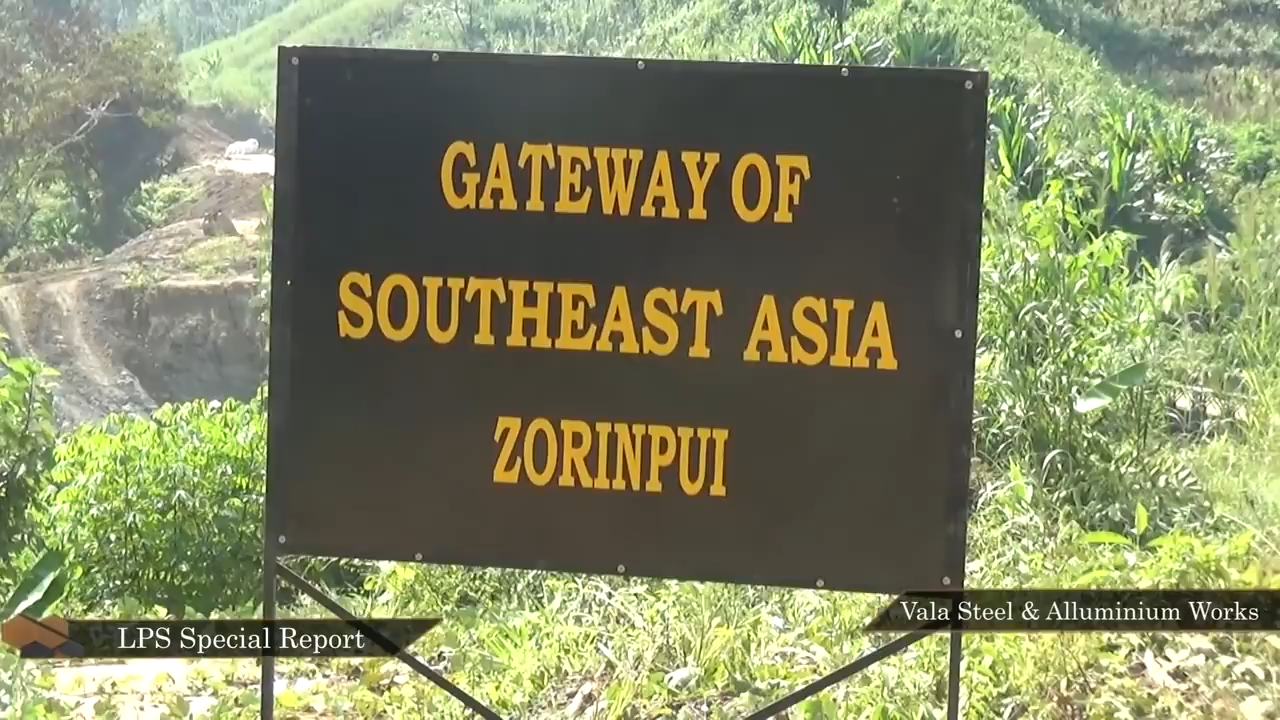 GATEWAY OF
SOUTHEAST ASIA
ZORINPUI
LPS Special Report
Vala Steel & Alluminium Works